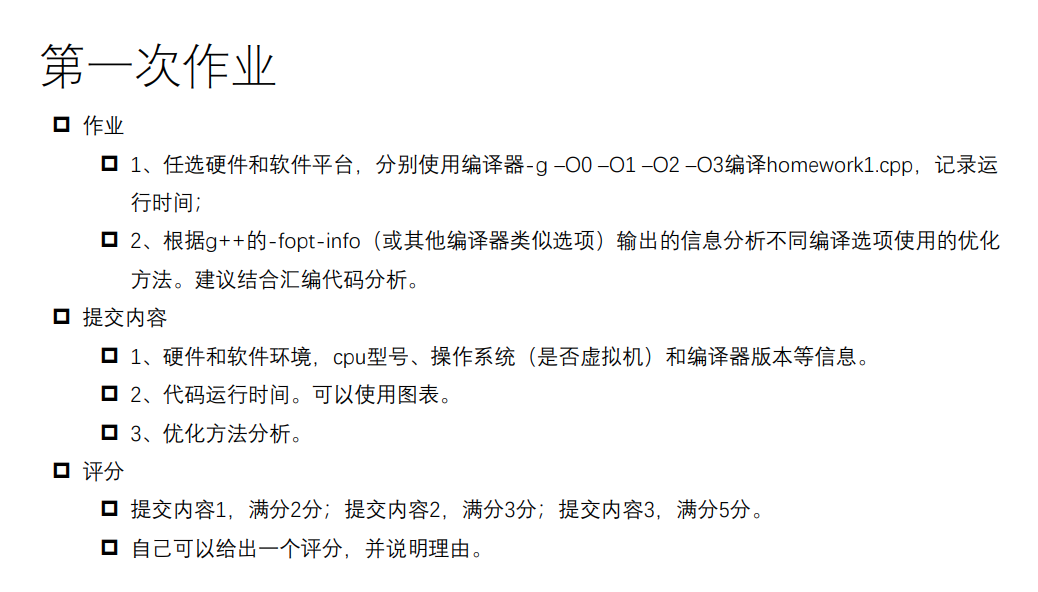 第一次作业
作业
1、任选硬件和软件平台，分别使用编译器-g –O0 –O1 –O2 –O3编译homework1.cpp，记录运
行时间；
2、根据g++的-fopt-info（或其他编译器类似选项）输出的信息分析不同编译选项使用的优化
方法。建议结合汇编代码分析。
提交内容
1、硬件和软件环境，cpu型号、操作系统（是否虚拟机）和编译器版本等信息。
2、代码运行时间。可以使用图表。
3、优化方法分析。
评分
提交内容1，满分2分；提交内容2，满分3分；提交内容3，满分5分。
自己可以给出一个评分，并说明理由。